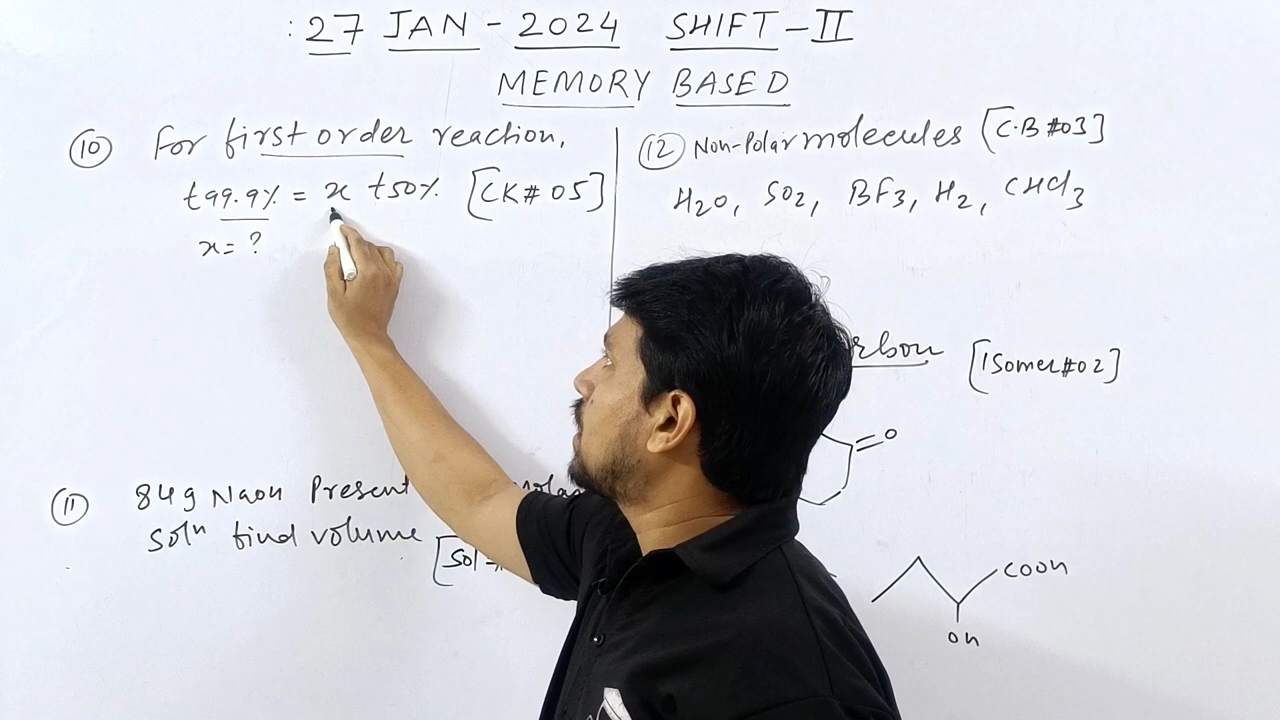 : 27 JAN - 2024 SHIFT - II
MEMORY BASED
(10) For first order reaction,
t99.9% = x t50% [CK# 05]
x = ?
(11) 84g NaOH Present
Solⁿ find volume
[Sol
(12) Non-Polar molecules [C.B #03]
H2O, SO2, BF3, H2, CHCl3
[Isomer#02]
=O
COOH
OH